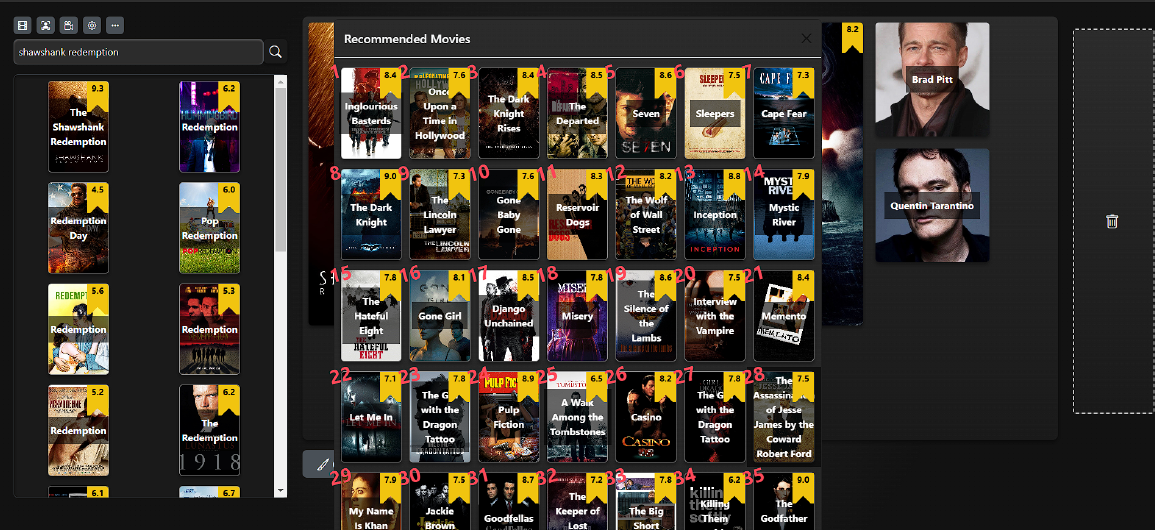 shawshank redemption
9.3
The
Shawshank
Redemption
6.2
Redemption
4.5
Redemption
Day
6.0
Pop
Redemption
5.6
Redemption
5.3
Redemption
5.2
Redemption
6.2
The
Redemption
1918
6.1
6.7
Recommended Movies
1
8.4
Inglourious
Basterds
2
7.6
Once
Upon a
Time in
Hollywood
3
8.4
The Dark
Knight
Rises
4
8.5
The
Departed
5
8.6
Seven
6
7.5
Sleepers
7
7.3
Cape Fear
8
9.0
The Dark
Knight
9
7.3
The
Lincoln
Lawyer
10
7.6
Gone
Baby
Gone
11
8.3
Reservoir
Dogs
12
8.2
The Wolf
of Wall
Street
13
8.8
Inception
INCEPTION
14
7.9
Mystic
River
15
7.8
The
Hateful
Eight
16
8.1
Gone Girl
17
8.5
Django
Unchained
18
7.8
Misery
19
8.6
The
Silence of
the
Lambs
20
7.5
Interview
with the
Vampire
21
8.4
Memento
22
7.1
Let Me In
23
7.8
The G
with the
Dragon
Tattoo
24
8.9
Pulp
Fiction
25
6.5
A Walk
Among the
Tombstones
26
8.2
Casino
CASINO
27
7.8
The G
with the
Dragon
Tattoo
28
7.5
The
Assassination
of Jesse
James by the
Coward
Robert Ford
29
7.9
My Name
Is Khan
30
7.5
Jackie
Brown
31
8.7
Goodfellas
32
7.2
The
Keeper of
Lost
33
7.8
The Big
Short
34
6.2
Killing
Them
35
9.0
The
Godfather
8.2
Brad Pitt
Quentin Tarantino